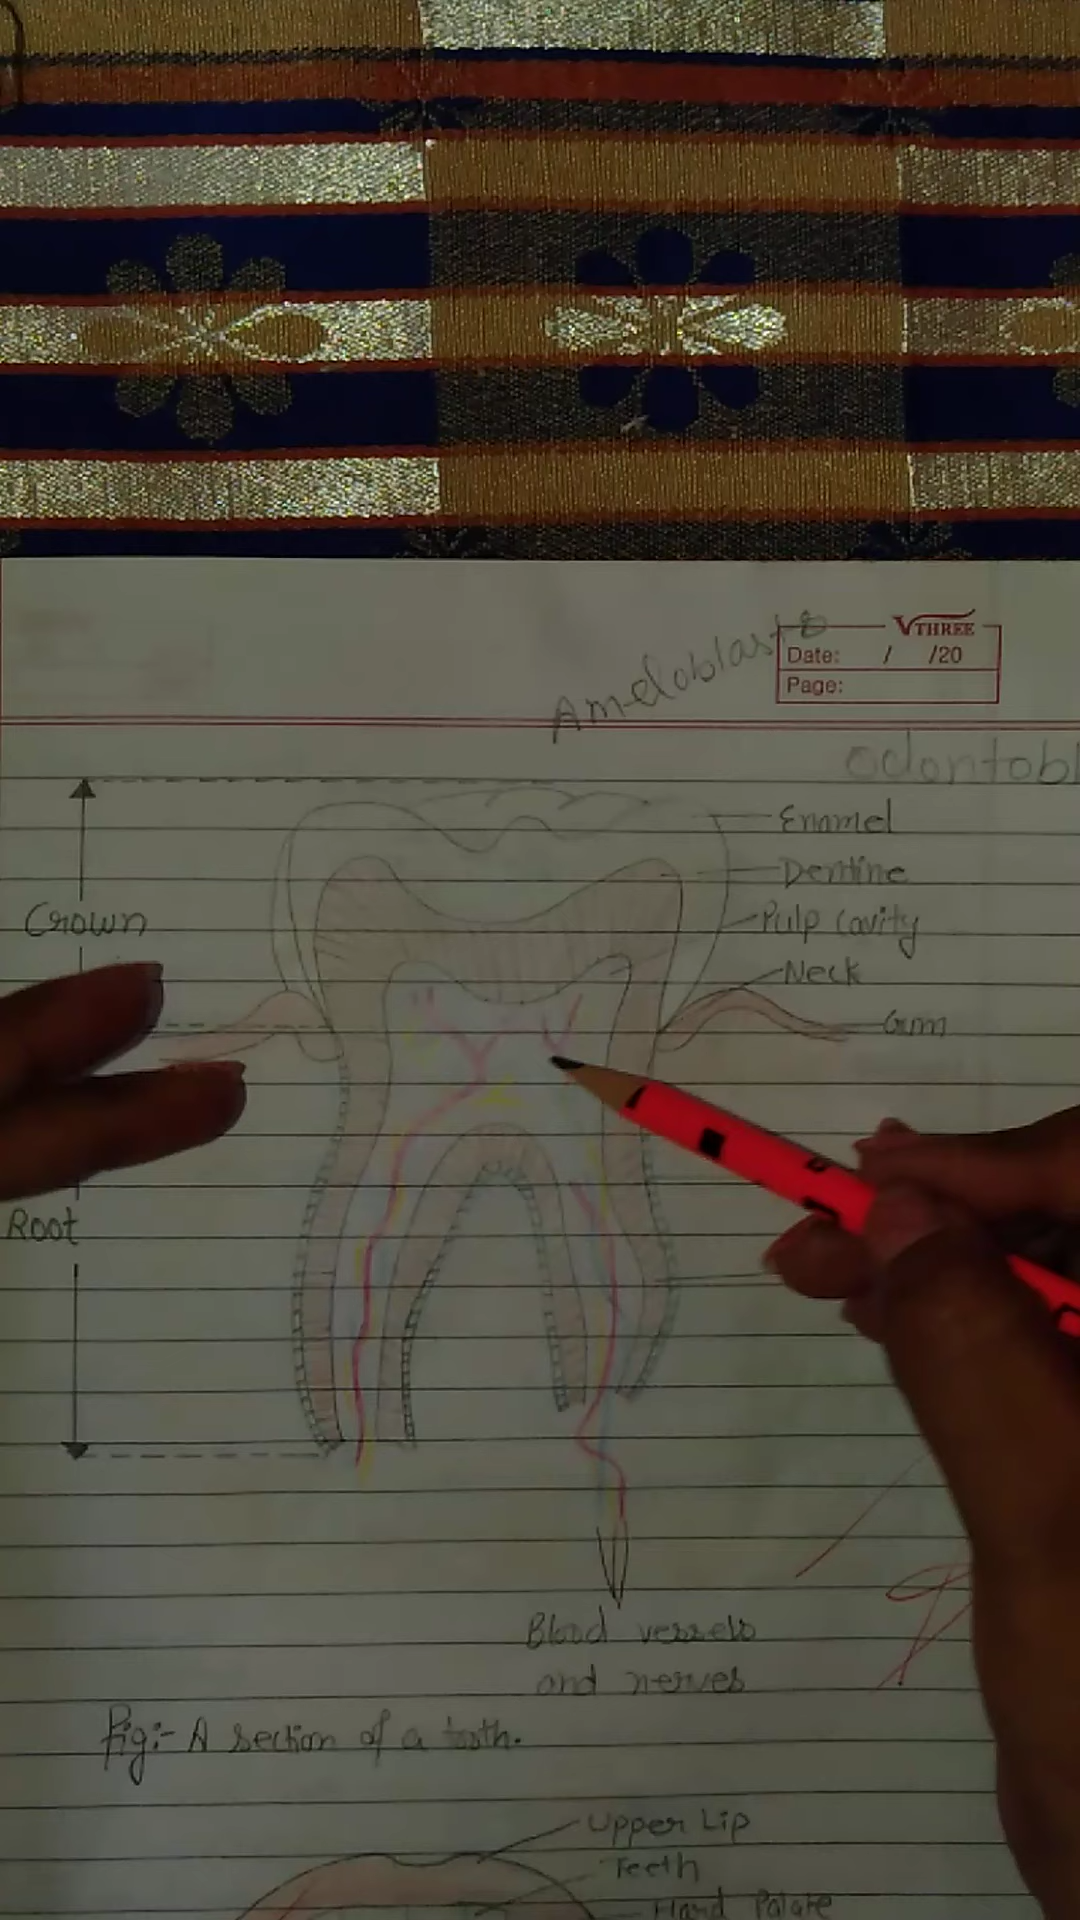 Ameloblasts
VTHREE
Date: / /20
Page:
odontobl
Enamel
Dentine
Crown
Pulp cavity
Neck
Gum
Root
Blood vessels
and nerves
Fig:- A section of a tooth.
Upper Lip
Teeth
Hard Palate